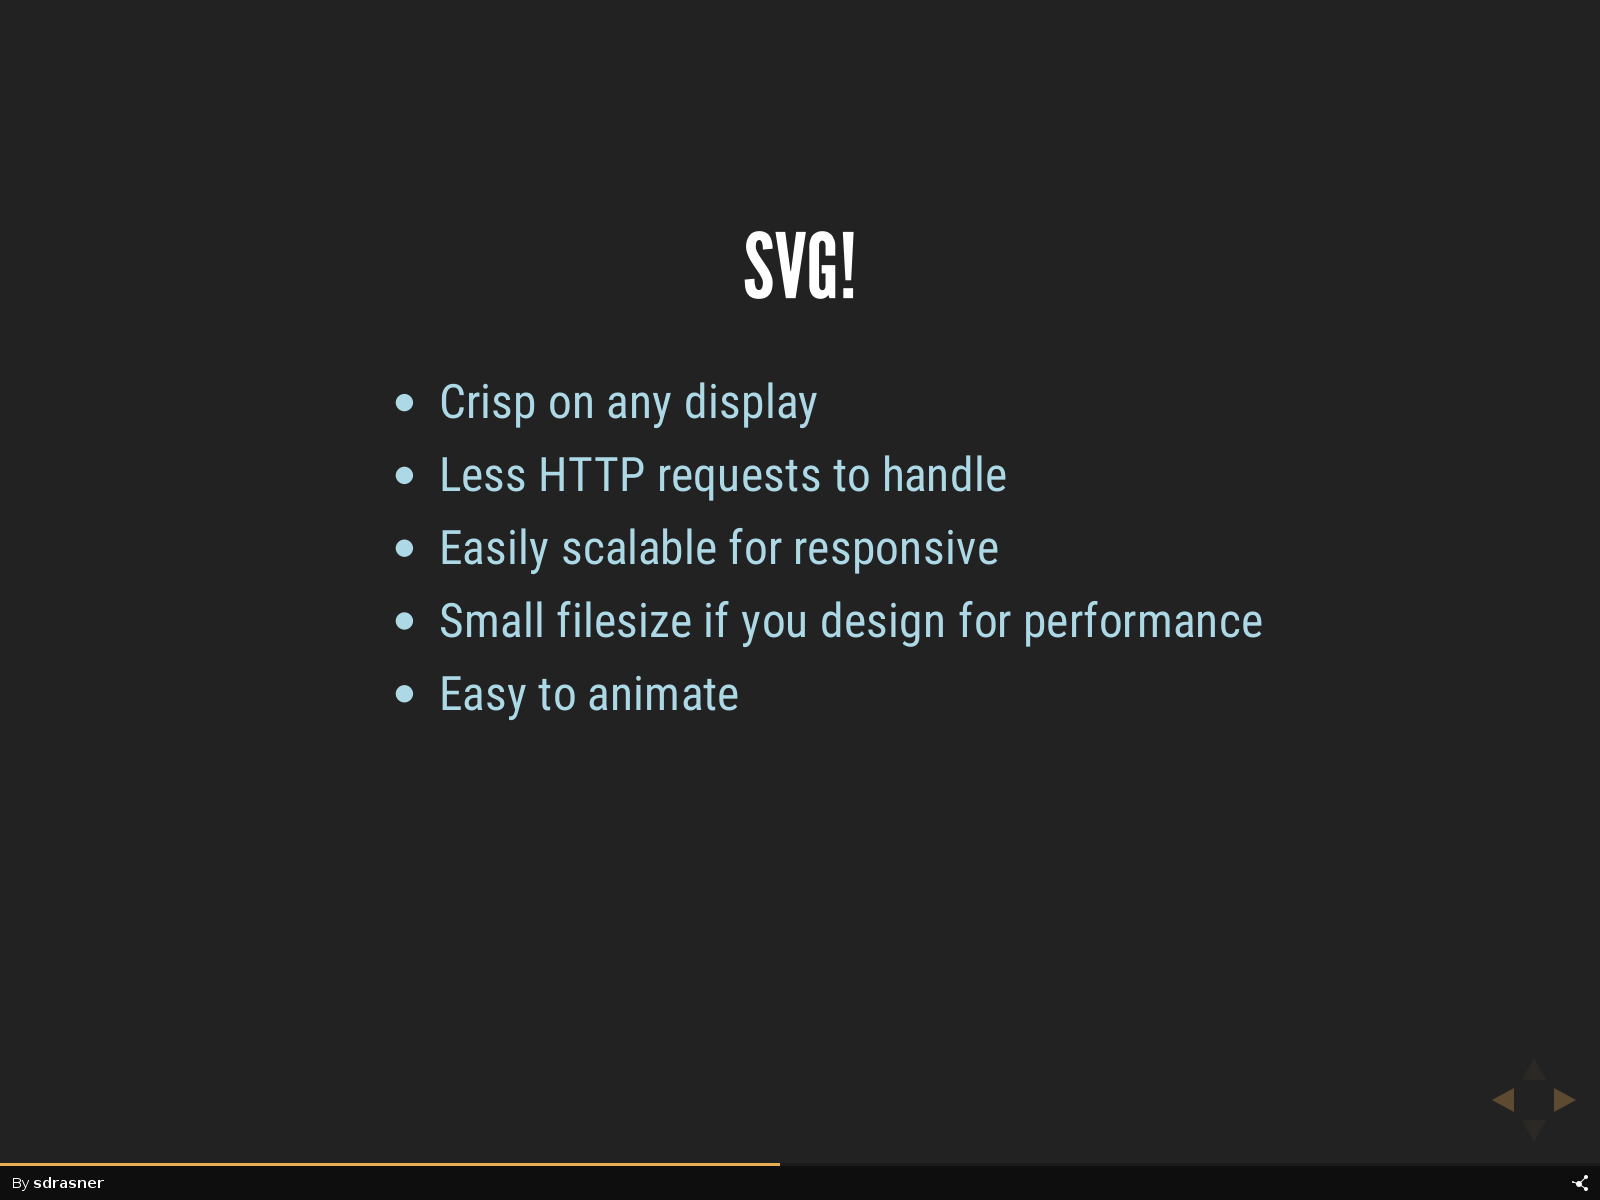 SVG!
Crisp on any display
Less HTTP requests to handle
Easily scalable for responsive
Small filesize if you design for performance
Easy to animate
By sdrasner